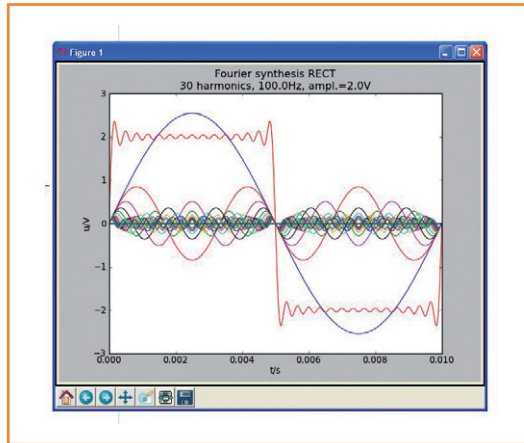 Figure 1
Fourier synthesis RECT
30 harmonics, 100.0Hz, ampl.=2.0V
3
2
1
0
−1
−2
−3
u/V
0.000 0.002 0.004 0.006 0.008 0.010
t/s